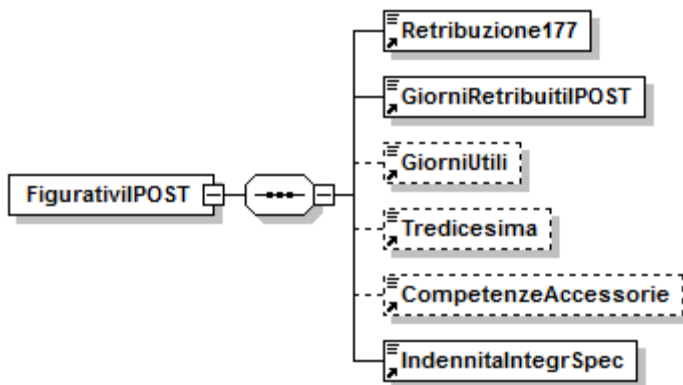 Retribuzione177
GiorniRetribuitiIPOST
GiorniUtili
FigurativiIPOST
Tredicesima
CompetenzeAccessorie
IndennitaIntegrSpec